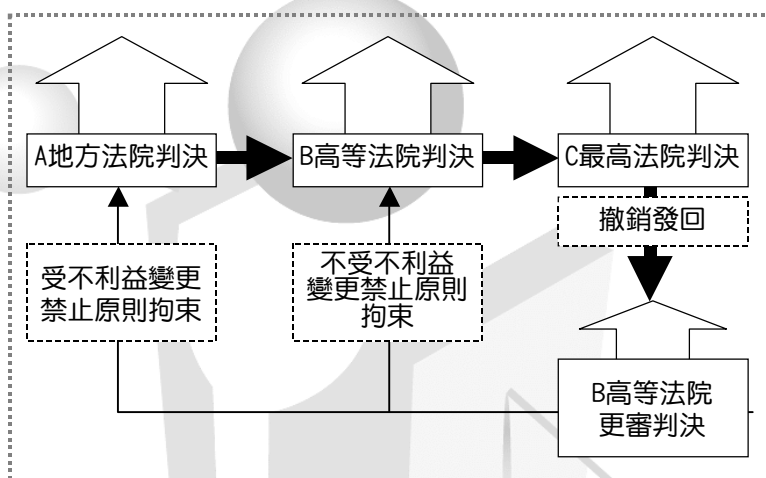 A地方法院判決
B高等法院判決
C最高法院判決
撤銷發回
受不利益變更
禁止原則拘束
不受不利益
變更禁止原則
拘束
B高等法院
更審判決